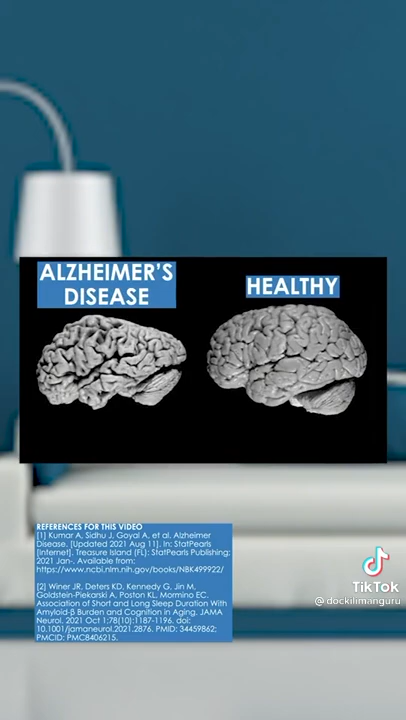 ALZHEIMER'S
DISEASE
HEALTHY
REFERENCES FOR THIS VIDEO
[1] Kumar A, Sidhu J, Goyal A, et al. Alzheimer
Disease. [Updated 2021 Aug 11]. In: StatPearls
[Internet]. Treasure Island (FL): StatPearls Publishing;
2021 Jan-. Available from:
https://www.ncbi.nlm.nih.gov/books/NBK499922/
[2] Winer JR, Deters KD, Kennedy G, Jin M,
Goldstein-Piekarski A, Poston KL, Mormino EC.
Association of Short and Long Sleep Duration With
Amyloid-β Burden and Cognition in Aging. JAMA
Neurol. 2021 Oct 1;78(10):1187-1196. doi:
10.1001/jamaneurol.2021.2876. PMID: 34459862;
PMCID: PMC8406215.
TikTok
@dockilimanguru